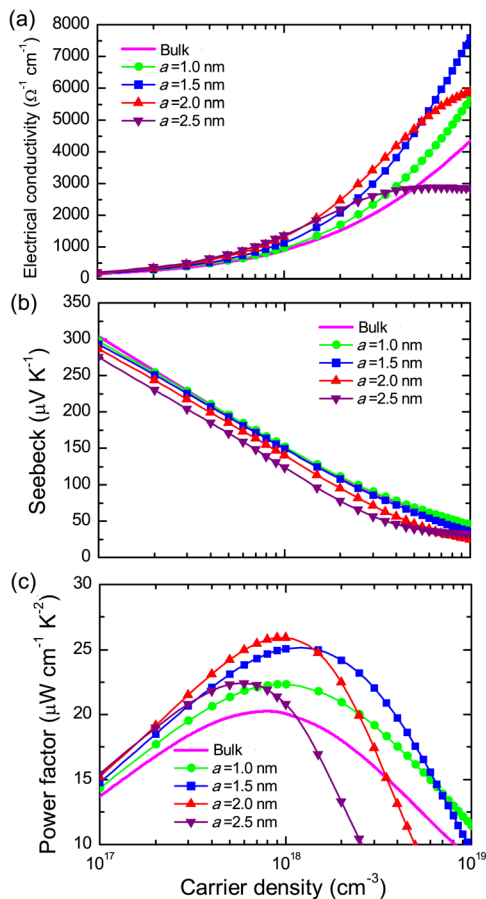 (a)
8000
7000
6000
5000
4000
3000
2000
1000
0
Electrical conductivity (Ω⁻¹ cm⁻¹)
Bulk
a=1.0 nm
a=1.5 nm
a=2.0 nm
a=2.5 nm
(b)
350
300
250
200
150
100
50
0
Seebeck (μV K⁻¹)
Bulk
a=1.0 nm
a=1.5 nm
a=2.0 nm
a=2.5 nm
(c)
30
25
20
15
10
Power factor (μW cm⁻¹ K⁻²)
Bulk
a=1.0 nm
a=1.5 nm
a=2.0 nm
a=2.5 nm
10¹⁷
10¹⁸
10¹⁹
Carrier density (cm⁻³)